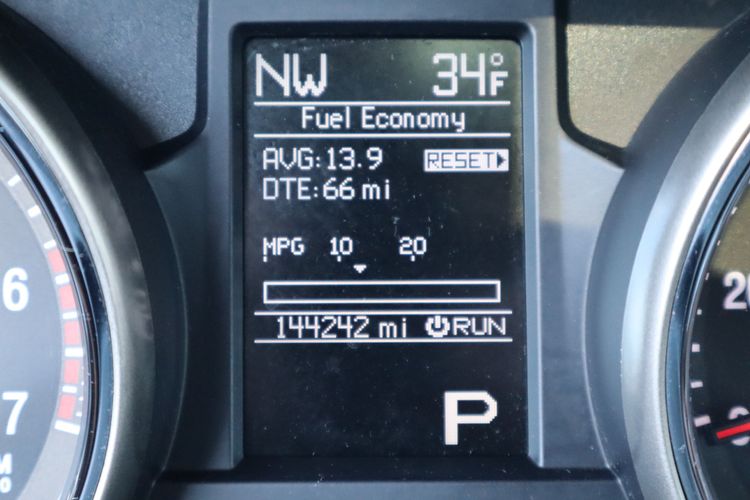 NW 34°F
Fuel Economy
AVG: 13.9 RESET
DTE: 66 mi
MPG 10 20
144242 mi RUN
P
6
7
20